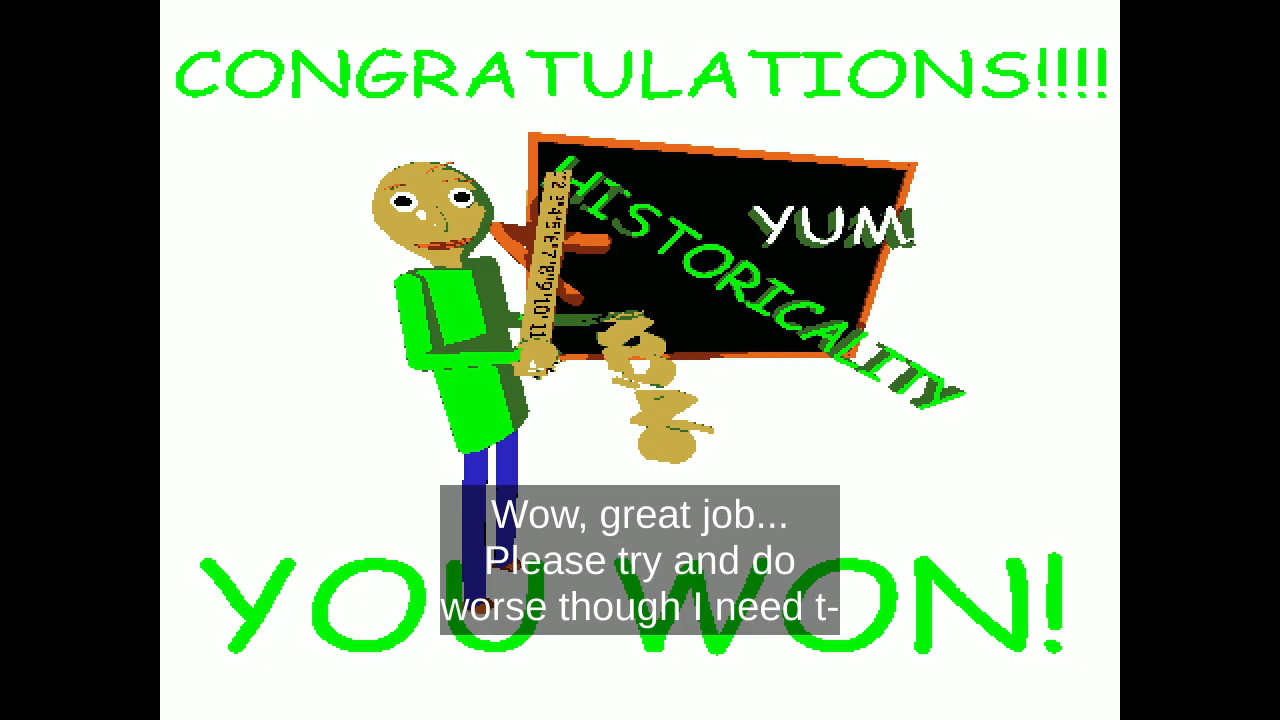 CONGRATULATIONS!!!!
HISTORICALITY
YUM!
Wow, great job...
Please try and do
worse though I need t-
YOU WON!